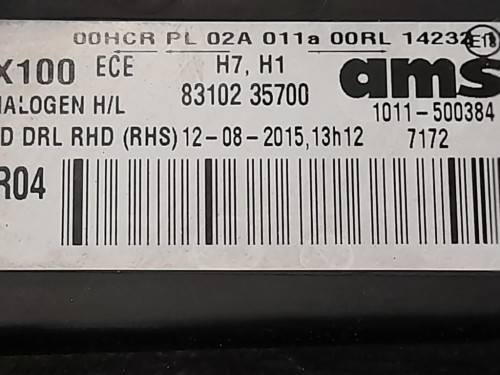 00HCR PL 02A 011a 00RL 14232
X100 ECE H7, H1 ams
HALOGEN H/L 83102 35700 1011-500384
D DRL RHD (RHS) 12-08-2015,13h12 7172
R04